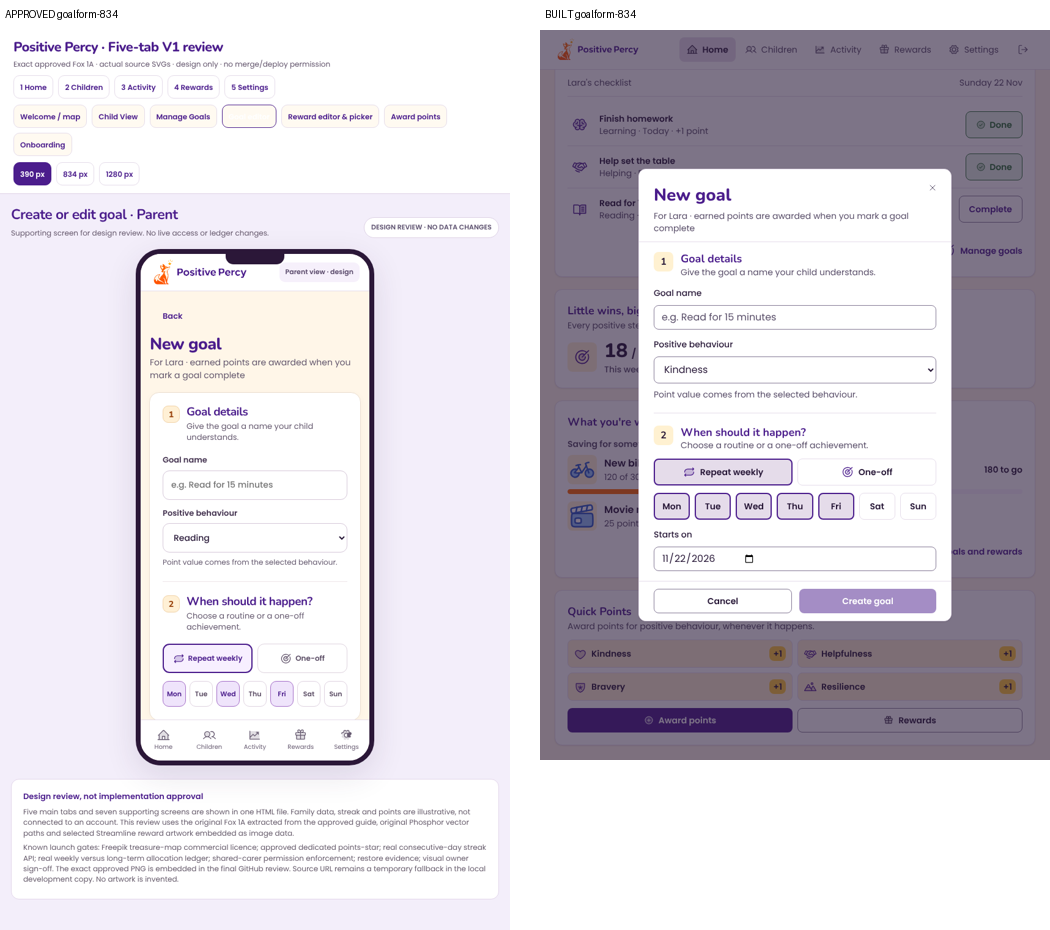 APPROVED goalform-834
Positive Percy · Five-tab V1 review
Exact approved Fox 1A · actual source SVGs · design only · no merge/deploy permission
1 Home
2 Children
3 Activity
4 Rewards
5 Settings
Welcome / map
Child View
Manage Goals
Reward editor & picker
Award points
Onboarding
390 px
834 px
1280 px
Create or edit goal · Parent
Supporting screen for design review. No live access or ledger changes.
DESIGN REVIEW · NO DATA CHANGES
Positive Percy
Parent view · design
Back
New goal
For Lara · earned points are awarded when you
mark a goal complete
1
Goal details
Give the goal a name your child
understands.
Goal name
e.g. Read for 15 minutes
Positive behaviour
Reading
Point value comes from the selected behaviour.
2
When should it happen?
Choose a routine or a one-off
achievement.
Repeat weekly
One-off
Mon
Tue
Wed
Thu
Fri
Sat
Sun
Home
Children
Activity
Rewards
Settings
Design review, not implementation approval
Five main tabs and seven supporting screens are shown in one HTML file. Family data, streak and points are illustrative, not
connected to an account. This review uses the original Fox 1A extracted from the approved guide, original Phosphor vector
paths and selected Streamline reward artwork embedded as image data.
Known launch gates: Freepik treasure-map commercial licence; approved dedicated points-star; real consecutive-day streak
API; real weekly versus long-term allocation ledger; shared-carer permission enforcement; restore evidence; visual owner
sign-off. The exact approved PNG is embedded in the final GitHub review. Source URL remains a temporary fallback in the local
development copy. No artwork is invented.
BUILT goalform-834
Positive Percy
Home
Children
Activity
Rewards
Settings
Lara's checklist
Sunday 22 Nov
Finish homework
Learning · Today · +1 point
Done
Help set the table
Helping ·
Done
Read for
Reading ·
Complete
Manage goals
Little wins, big
Every positive ste
18 /
This wee
What you're w
Saving for some
New bi
120 of 30
180 to go
Movie n
25 point
als and rewards
Quick Points
Award points for positive behaviour, whenever it happens.
Kindness
+1
Helpfulness
+1
Bravery
+1
Resilience
+1
Award points
Rewards
New goal
×
For Lara · earned points are awarded when you mark a goal
complete
1
Goal details
Give the goal a name your child understands.
Goal name
e.g. Read for 15 minutes
Positive behaviour
Kindness
Point value comes from the selected behaviour.
2
When should it happen?
Choose a routine or a one-off achievement.
Repeat weekly
One-off
Mon
Tue
Wed
Thu
Fri
Sat
Sun
Starts on
11/22/2026
Cancel
Create goal